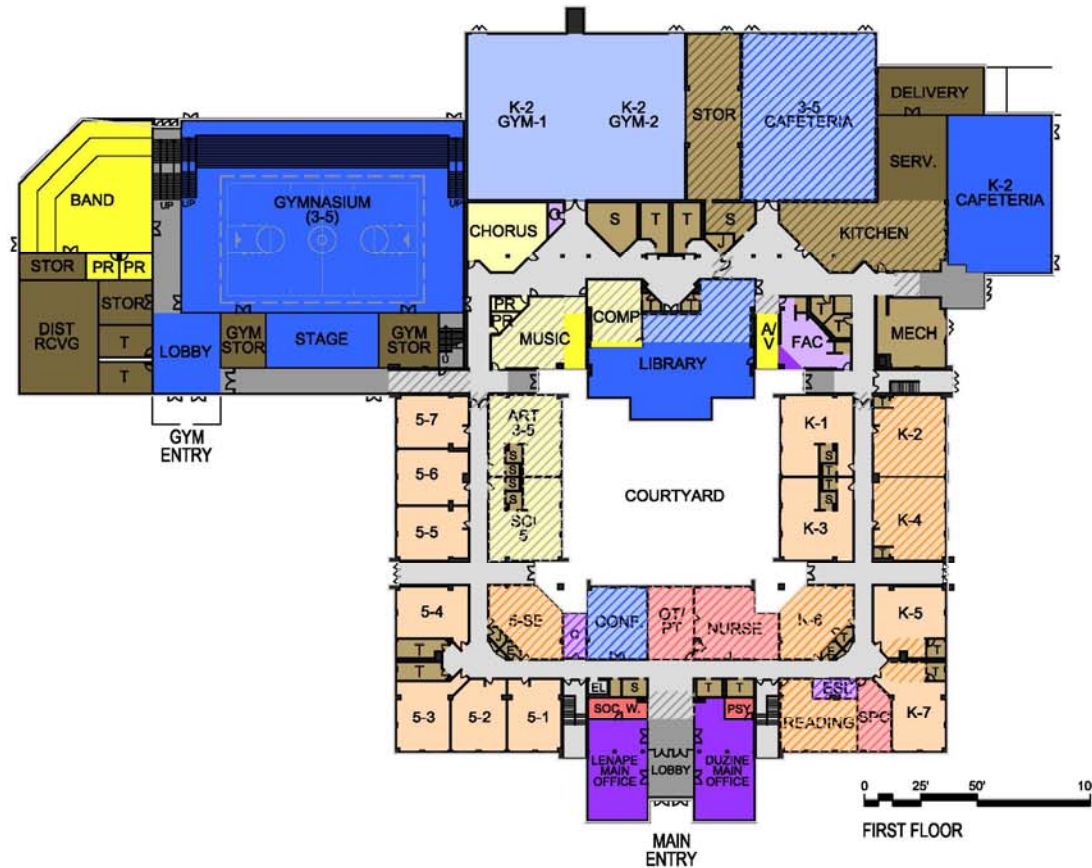 K-2
GYM-1
K-2
GYM-2
STOR
3-5
CAFETERIA
DELIVERY
SERV.
K-2
CAFETERIA
BAND
UP
UP
UP
GYMNASIUM
(3-5)
CHORUS
O
S
T
T
S
J
KITCHEN
STOR
PR
PR
STOR
DIST
RCVG
T
T
LOBBY
GYM
STOR
STAGE
GYM
STOR
PR
PR
MUSIC
COMP
LIBRARY
A/
V
T
T
FAC
MECH
GYM
ENTRY
5-7
ART
3-5
S
S
S
S
K-1
S
T
T
S
K-2
T
5-6
COURTYARD
5-5
SCI
5
K-3
K-4
T
5-4
T
T
5-SE
O
CONF.
OT/
PT
NURSE
K-6
K-5
T
T
EL
S
T
T
ESL
5-3
5-2
5-1
SOC. W.
PSY
READING
SPC
K-7
LENAPE
MAIN
OFFICE
LOBBY
DUZINE
MAIN
OFFICE
MAIN
ENTRY
0
25'
50'
10
FIRST FLOOR